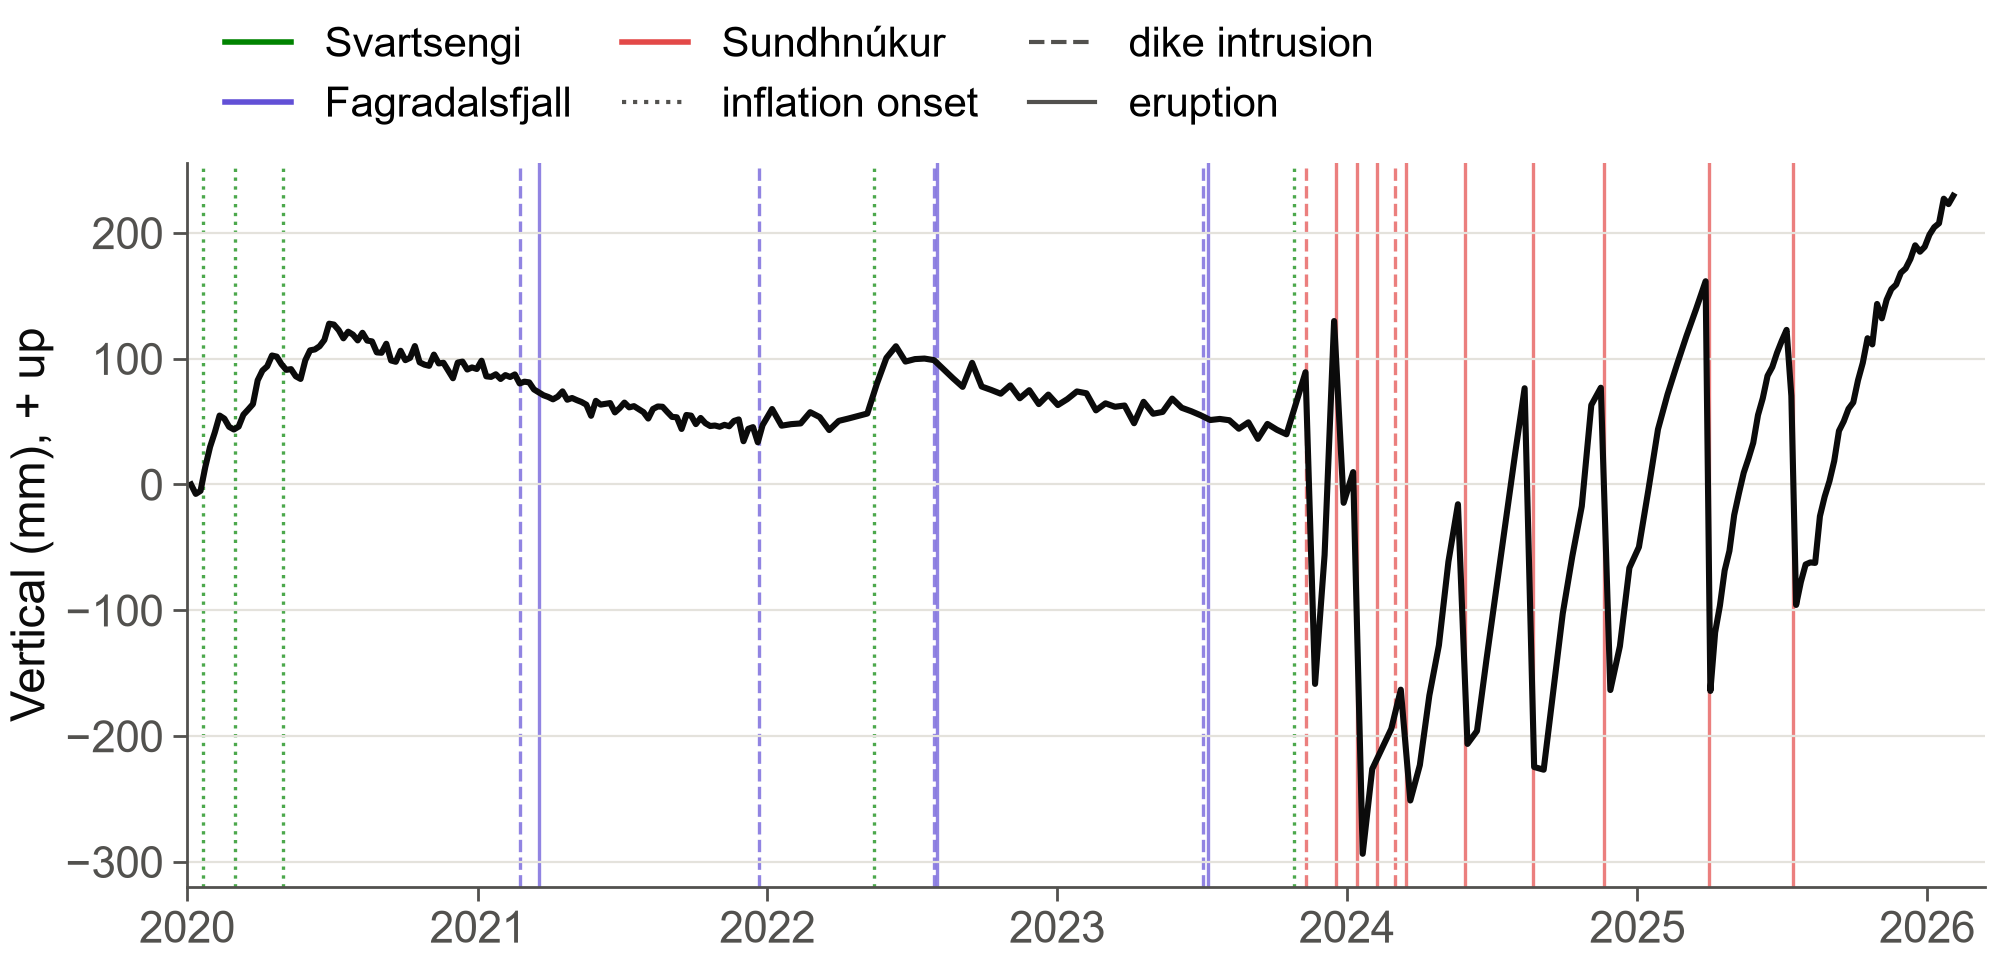 Svartsengi Sundhnúkur dike intrusion
Fagradalsfjall inflation onset eruption
Vertical (mm), + up
200
100
0
−100
−200
−300
2020 2021 2022 2023 2024 2025 2026